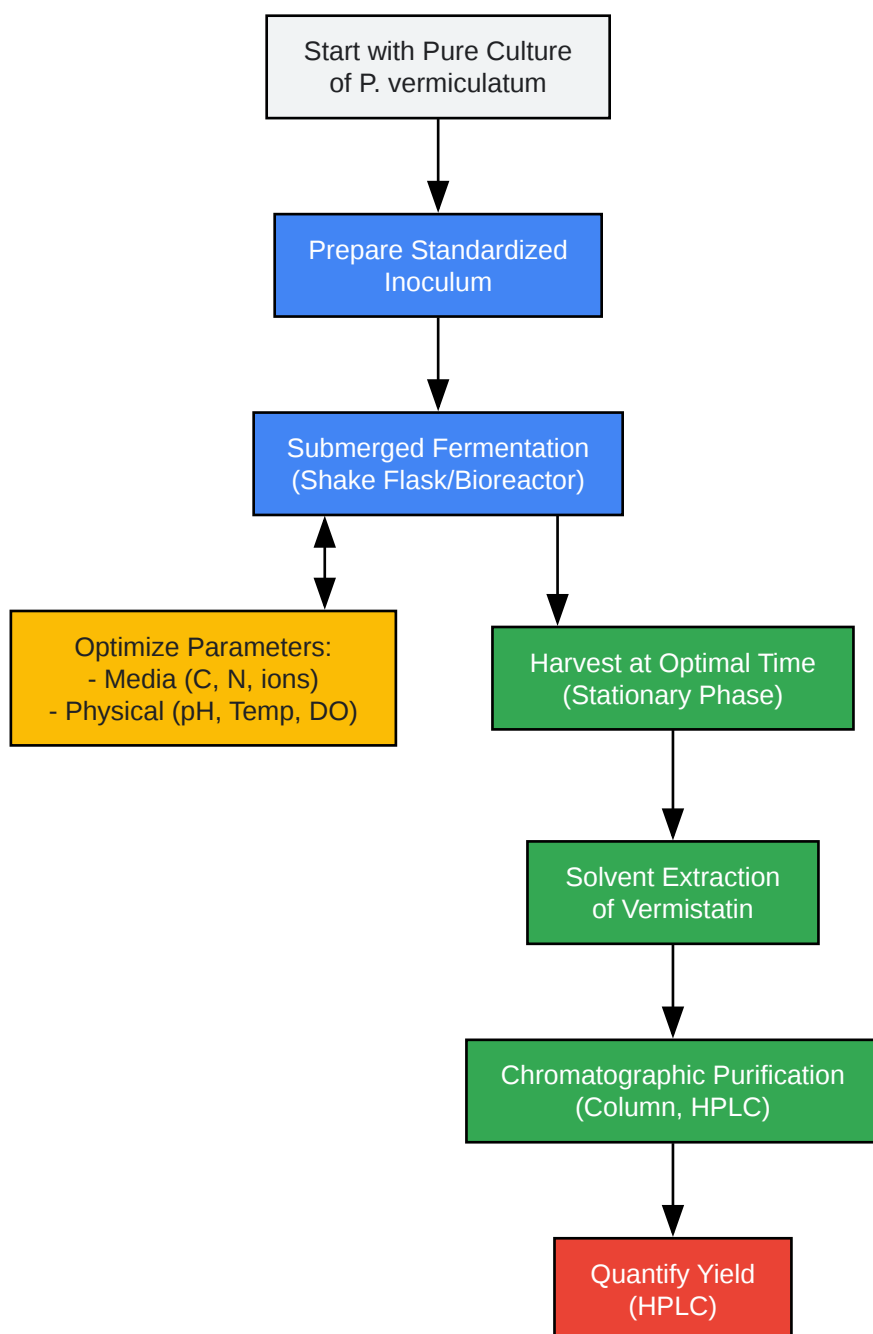 Start with Pure Culture
of P. vermiculatum
Prepare Standardized
Inoculum
Submerged Fermentation
(Shake Flask/Bioreactor)
Optimize Parameters:
- Media (C, N, ions)
- Physical (pH, Temp, DO)
Harvest at Optimal Time
(Stationary Phase)
Solvent Extraction
of Vermistatin
Chromatographic Purification
(Column, HPLC)
Quantify Yield
(HPLC)